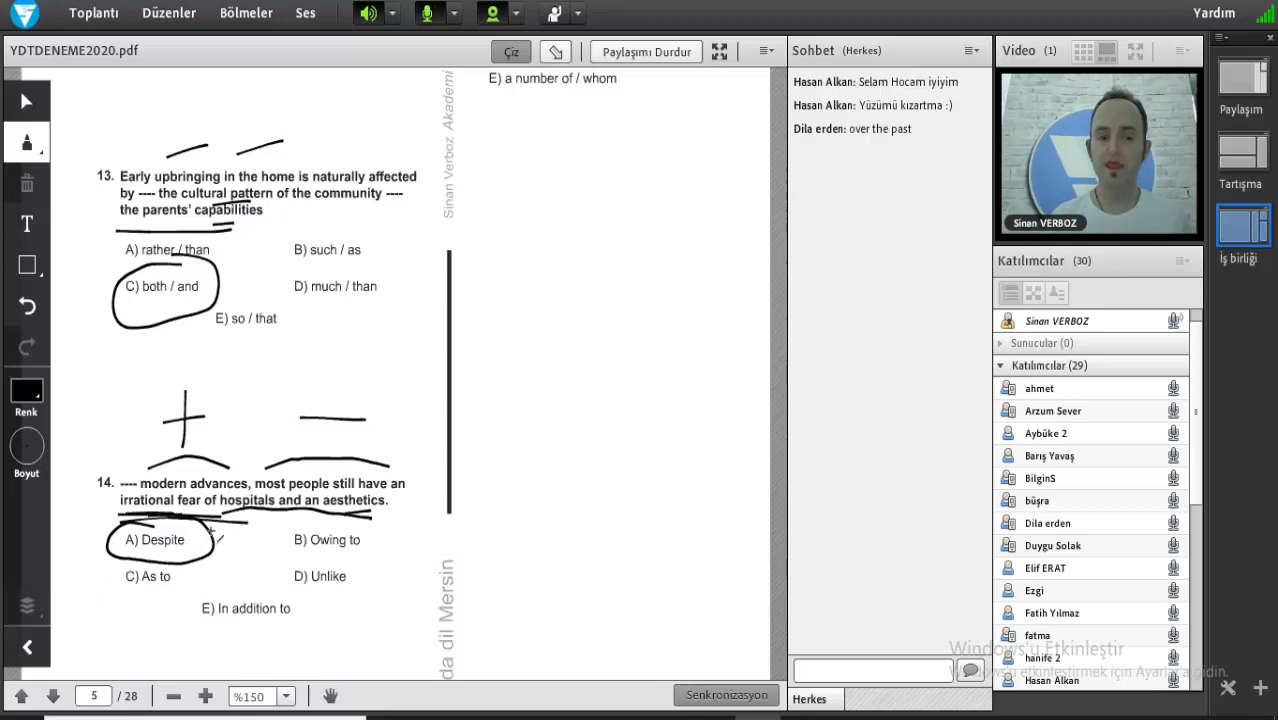 Toplantı Düzenler Bölmeler Ses Yardım
YDTDENEME2020.pdf
Çiz
Paylaşımı Durdur
E) a number of / whom
Sinan Verboz Akademi
13. Early upbringing in the home is naturally affected
by ---- the cultural pattern of the community ----
the parents' capabilities
A) rather / than
B) such / as
C) both / and
D) much / than
E) so / that
14. ---- modern advances, most people still have an
irrational fear of hospitals and an aesthetics.
A) Despite
B) Owing to
C) As to
D) Unlike
E) In addition to
da dil Mersin
Renk
Boyut
5 / 28
%150
Senkronizasyon
Sohbet (Herkes)
Hasan Alkan: Selam Hocam iyiyim
Hasan Alkan: Yüzümü kızartma :)
Dila erden: over the past
Herkes
Video (1)
Sinan VERBOZ
Katılımcılar (30)
Sinan VERBOZ
Sunucular (0)
Katılımcılar (29)
ahmet
Arzum Sever
Aybüke 2
Barış Yavaş
BilginS
büşra
Dila erden
Duygu Solak
Elif ERAT
Ezgi
Fatih Yılmaz
fatma
hanife 2
Hasan Alkan
Paylaşım
Tartışma
İş birliği
Windows'u Etkinleştir
Windows'u etkinleştirmek için Ayarlar'a gidin.